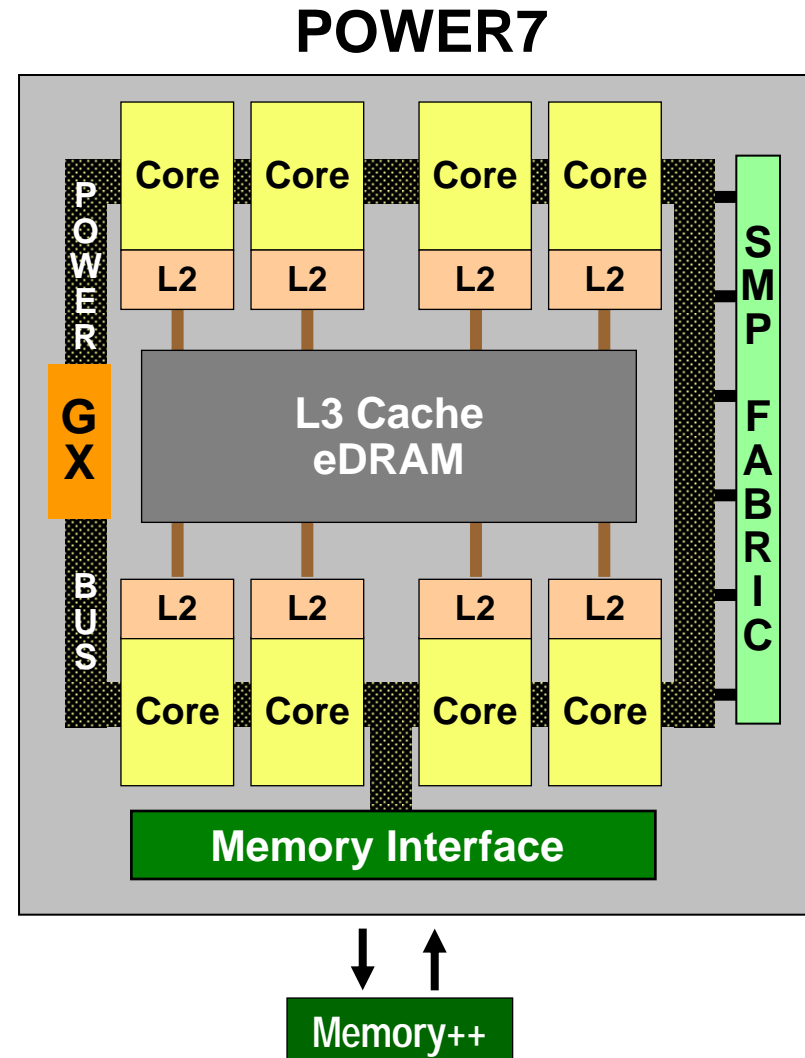 POWER7
Core Core Core Core
L2 L2 L2 L2
POWER BUS
GX
L3 Cache
eDRAM
SMP FABRIC
L2 L2 L2 L2
Core Core Core Core
Memory Interface
Memory++